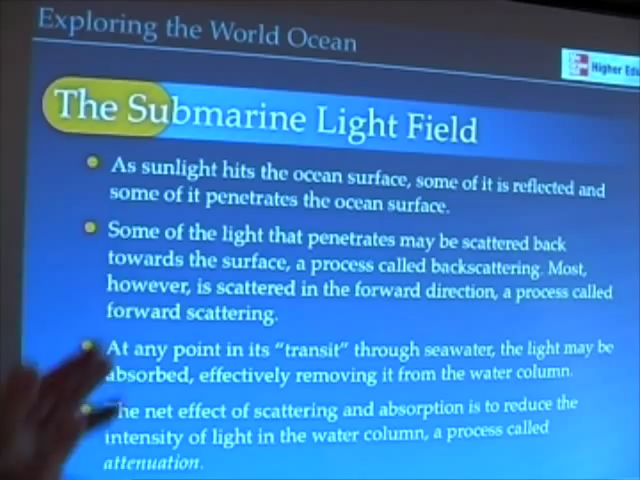 Exploring the World Ocean
Higher Edu
The Submarine Light Field
As sunlight hits the ocean surface, some of it is reflected and
some of it penetrates the ocean surface.
Some of the light that penetrates may be scattered back
towards the surface, a process called backscattering. Most,
however, is scattered in the forward direction, a process called
forward scattering.
At any point in its “transit” through seawater, the light may be
absorbed, effectively removing it from the water column.
The net effect of scattering and absorption is to reduce the
intensity of light in the water column, a process called
attenuation.